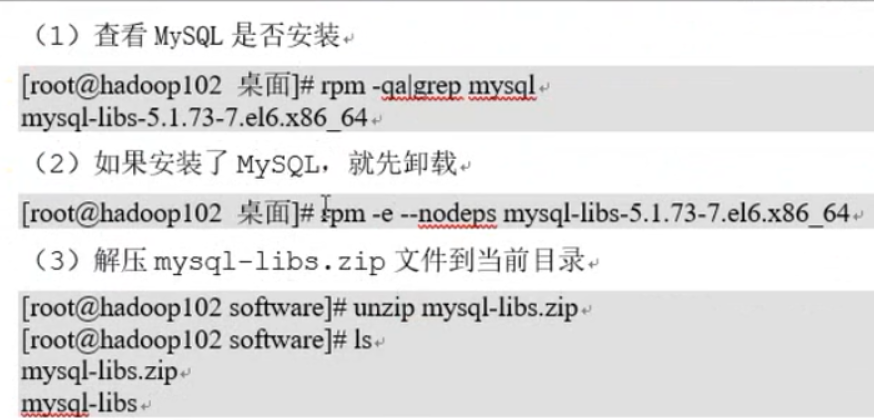 （1）查看 MySQL 是否安装
[root@hadoop102 桌面]# rpm -qa|grep mysql
mysql-libs-5.1.73-7.el6.x86_64
（2）如果安装了 MySQL，就先卸载
[root@hadoop102 桌面]# rpm -e --nodeps mysql-libs-5.1.73-7.el6.x86_64
（3）解压 mysql-libs.zip 文件到当前目录
[root@hadoop102 software]# unzip mysql-libs.zip
[root@hadoop102 software]# ls
mysql-libs.zip
mysql-libs